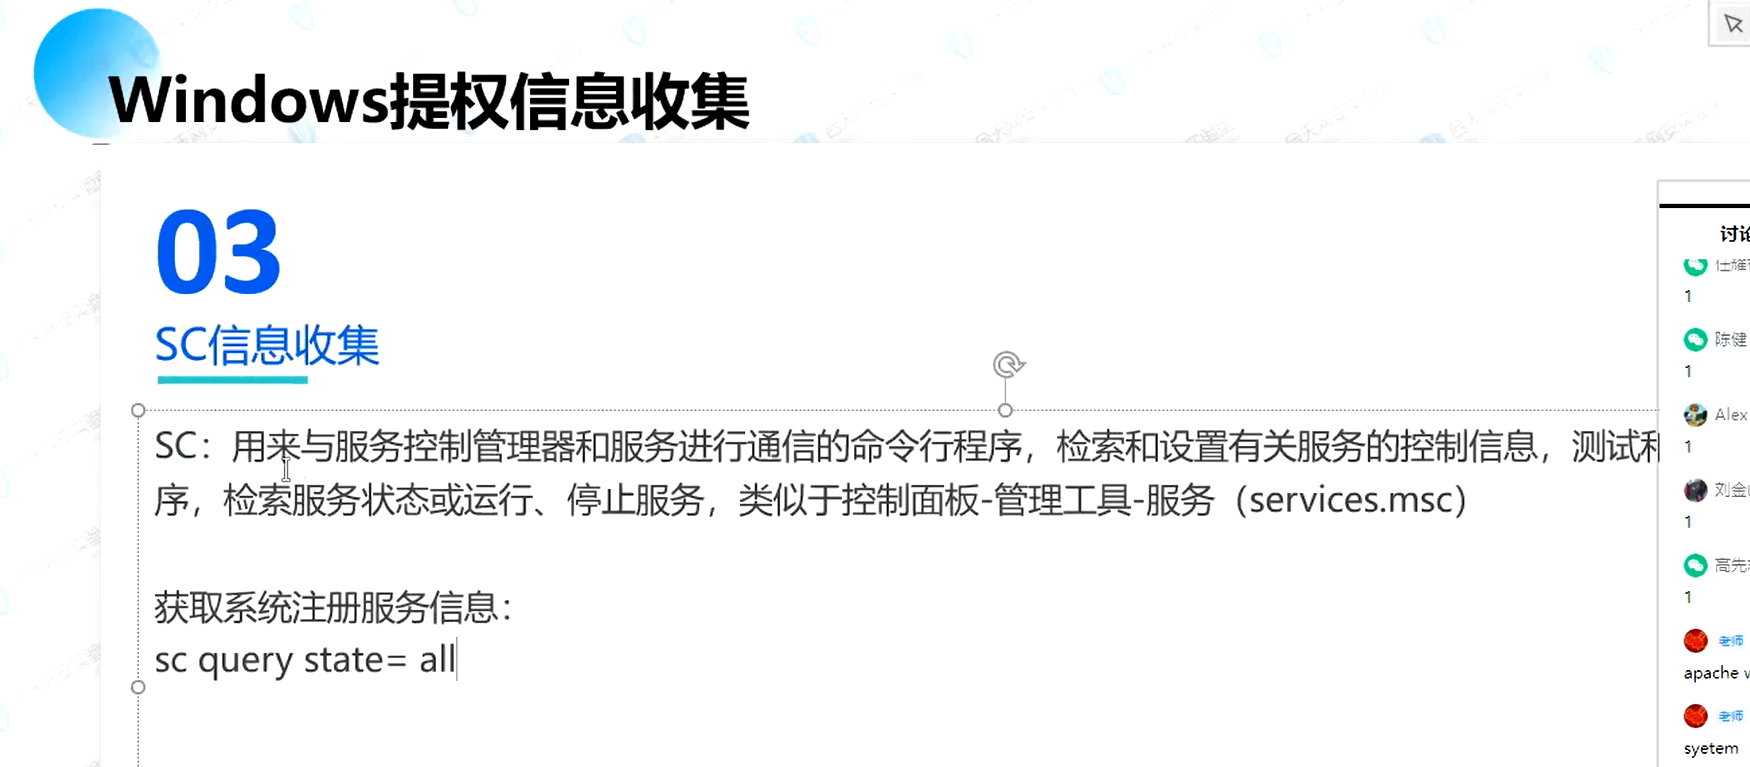 Windows提权信息收集
03
SC信息收集
SC：用来与服务控制管理器和服务进行通信的命令行程序，检索和设置有关服务的控制信息，测试和
序，检索服务状态或运行、停止服务，类似于控制面板-管理工具-服务（services.msc）
获取系统注册服务信息：
sc query state= all
讨论
1
陈健
1
Alex
1
刘金
1
高先
1
老师
apache
老师
syetem